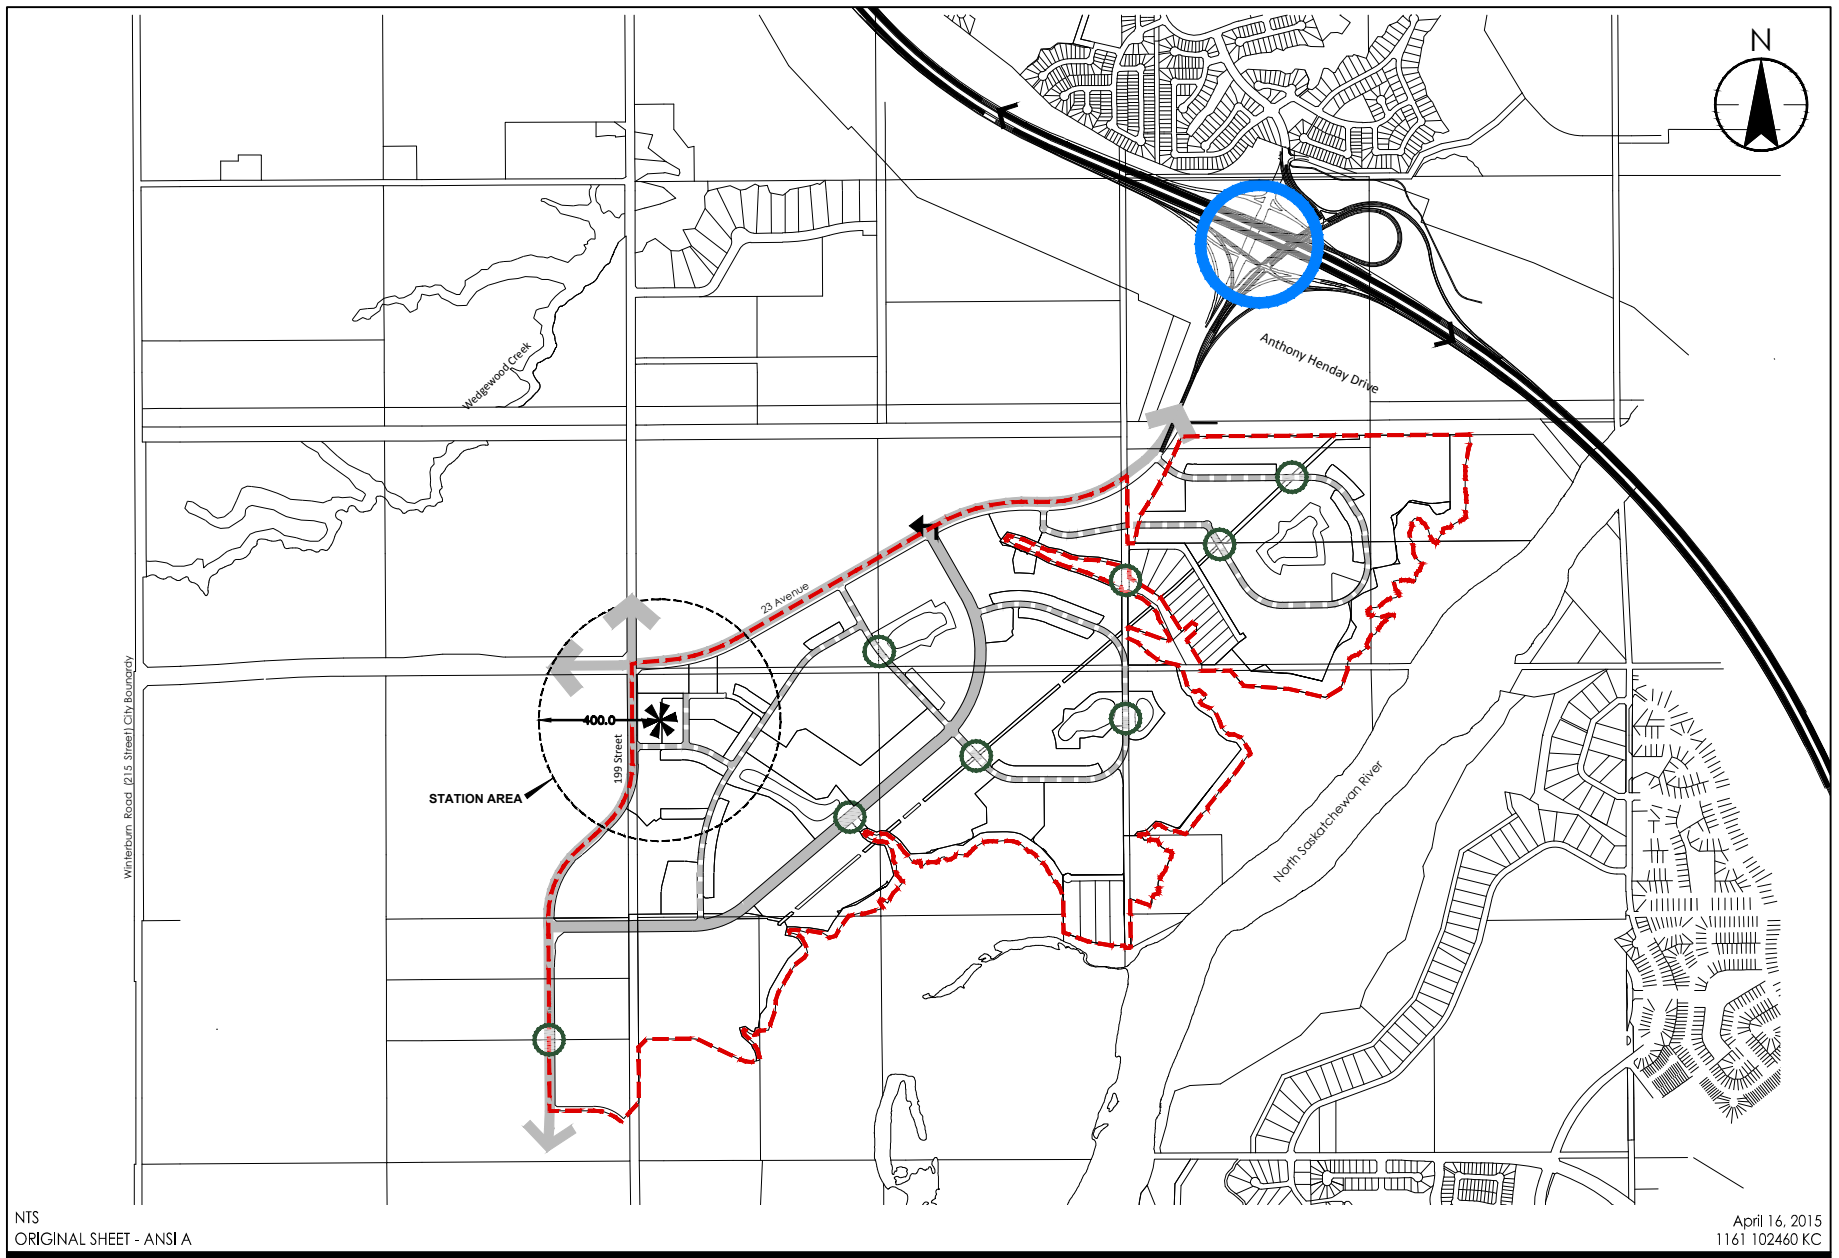 N
Anthony Henday Drive
Wedgewood Creek
23 Avenue
Winterburn Road (215 Street) City Bounardy
400.0
199 Street
STATION AREA
North Saskatchewan River
NTS
ORIGINAL SHEET - ANSI A
April 16, 2015
1161 102460 KC